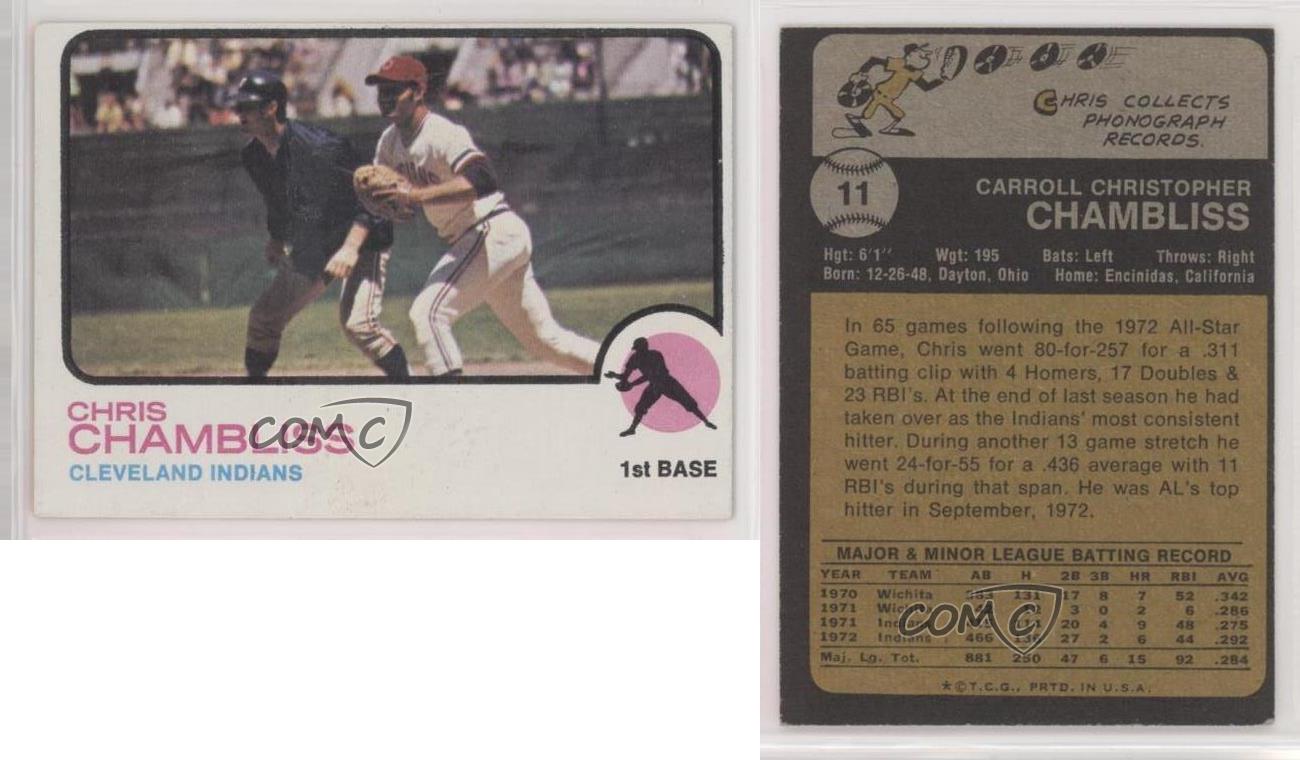 CHRIS
CHAMBLISS
CLEVELAND INDIANS
1st BASE
COMC
CHRIS COLLECTS
PHONOGRAPH
RECORDS.
11
CARROLL CHRISTOPHER
CHAMBLISS
Hgt: 6'1" Wgt: 195 Bats: Left Throws: Right
Born: 12-26-48, Dayton, Ohio Home: Encinidas, California
In 65 games following the 1972 All-Star
Game, Chris went 80-for-257 for a .311
batting clip with 4 Homers, 17 Doubles &
23 RBI's. At the end of last season he had
taken over as the Indians' most consistent
hitter. During another 13 game stretch he
went 24-for-55 for a .436 average with 11
RBI's during that span. He was AL's top
hitter in September, 1972.
MAJOR & MINOR LEAGUE BATTING RECORD
YEAR TEAM AB H 2B 3B HR RBI AVG
1970 Wichita 383 131 17 8 7 52 .342
1971 Wichita 3 0 2 6 .286
1971 Indians 114 20 4 9 48 .275
1972 Indians 466 136 27 2 6 44 .292
Maj. Lg. Tot. 881 250 47 6 15 92 .284
COMC
*©T.C.G., PRTD. IN U.S.A.